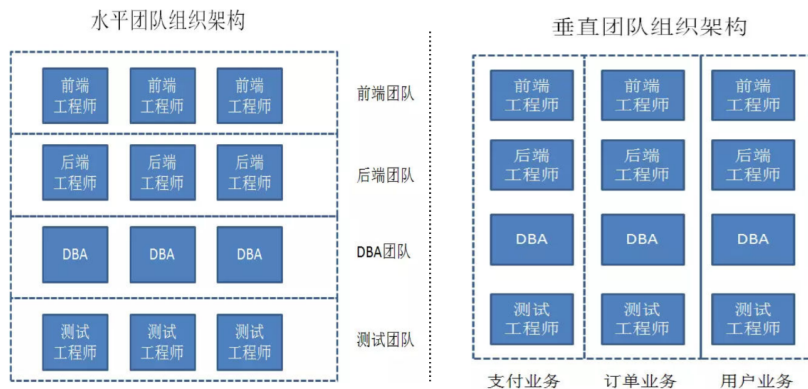 水平团队组织架构
前端
工程师
前端
工程师
前端
工程师
前端团队
后端
工程师
后端
工程师
后端
工程师
后端团队
DBA
DBA
DBA
DBA团队
测试
工程师
测试
工程师
测试
工程师
测试团队
垂直团队组织架构
前端
工程师
前端
工程师
前端
工程师
后端
工程师
后端
工程师
后端
工程师
DBA
DBA
DBA
测试
工程师
测试
工程师
测试
工程师
支付业务
订单业务
用户业务